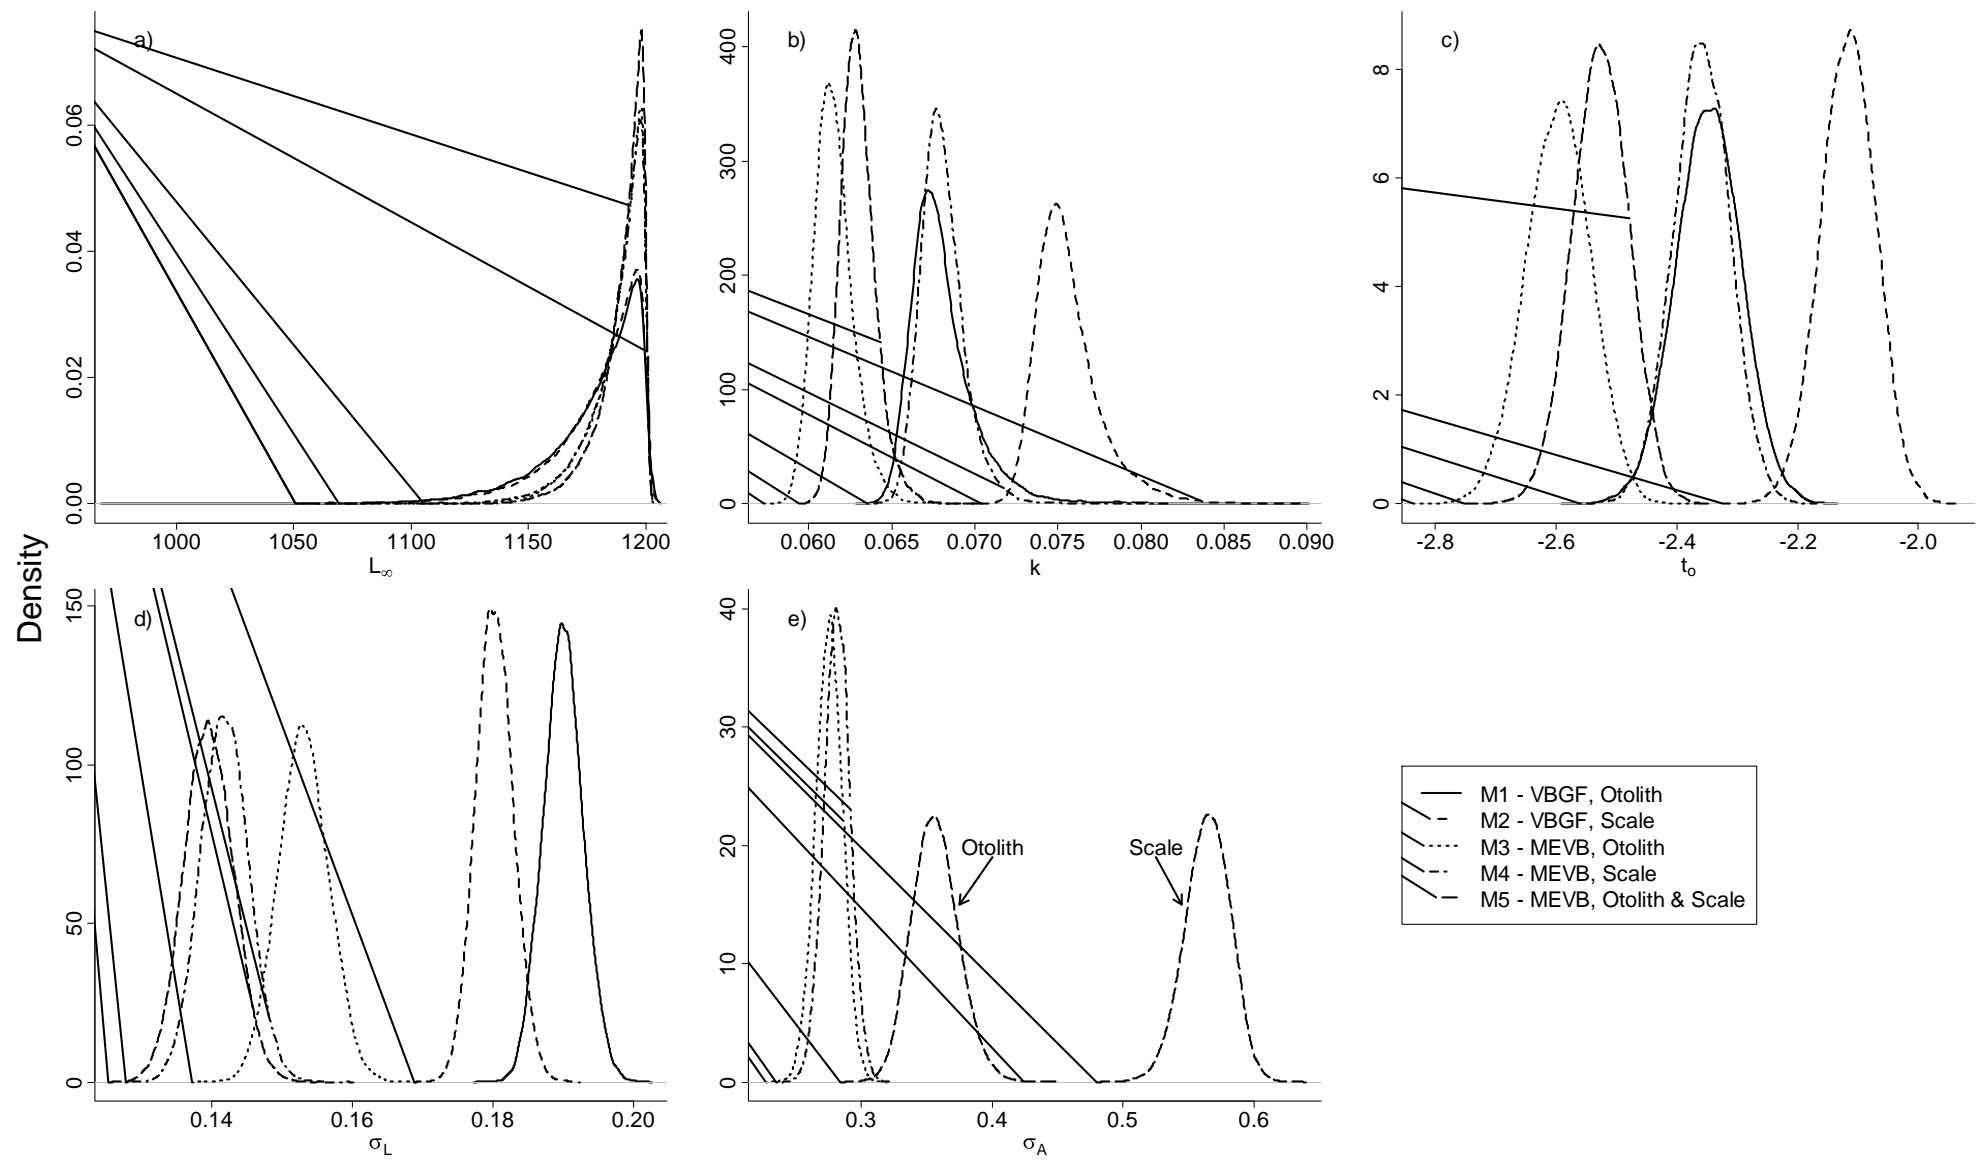 a)
0.00
0.02
0.04
0.06
1000
1050
1100
1150
1200
L∞
b)
0
100
200
300
400
0.060
0.065
0.070
0.075
0.080
0.085
0.090
k
c)
0
2
4
6
8
-2.8
-2.6
-2.4
-2.2
-2.0
to
Density
d)
0
50
100
150
0.14
0.16
0.18
0.20
σL
e)
0
10
20
30
40
Otolith
Scale
0.3
0.4
0.5
0.6
σA
M1 - VBGF, Otolith
M2 - VBGF, Scale
M3 - MEVB, Otolith
M4 - MEVB, Scale
M5 - MEVB, Otolith & Scale